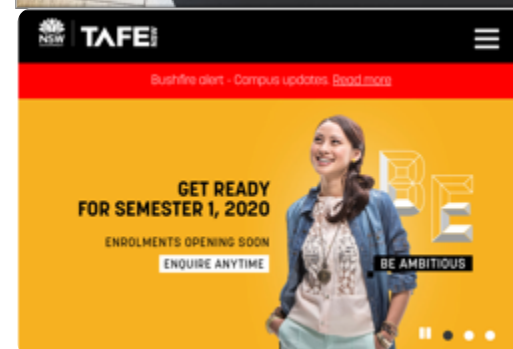 NSW TAFE NSW
Bushfire alert - Campus updates. Read more
GET READY
FOR SEMESTER 1, 2020
BE
ENROLMENTS OPENING SOON
ENQUIRE ANYTIME
BE AMBITIOUS